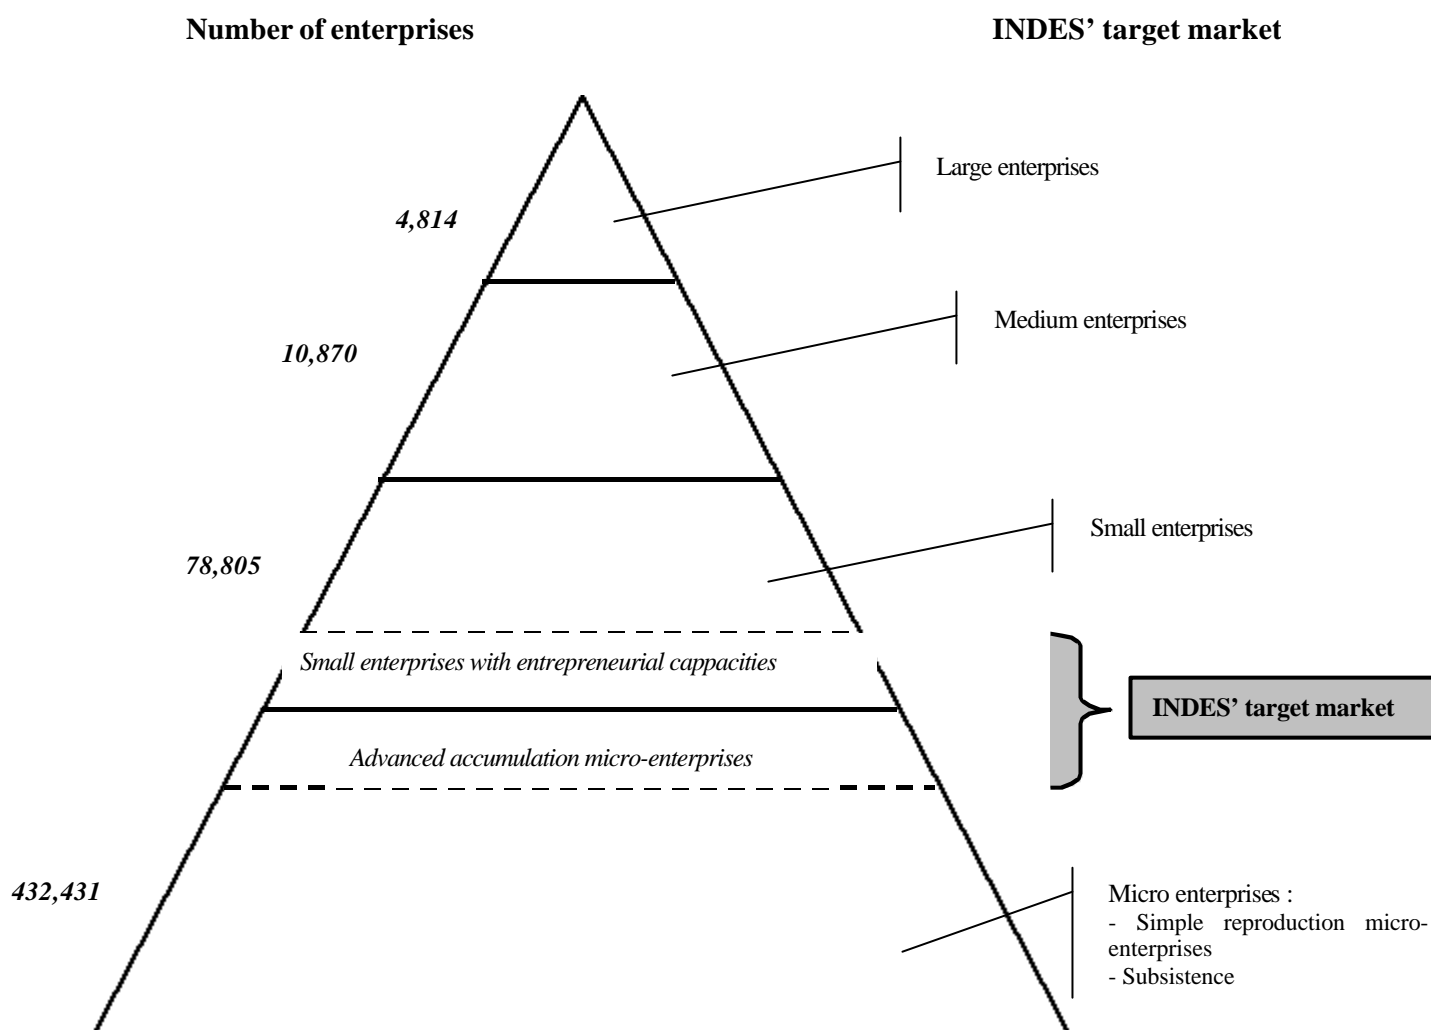 Number of enterprises
INDES’ target market
Large enterprises
4,814
Medium enterprises
10,870
Small enterprises
78,805
Small enterprises with entrepreneurial cappacities
INDES’ target market
Advanced accumulation micro-enterprises
432,431
Micro enterprises :
- Simple reproduction micro-
enterprises
- Subsistence